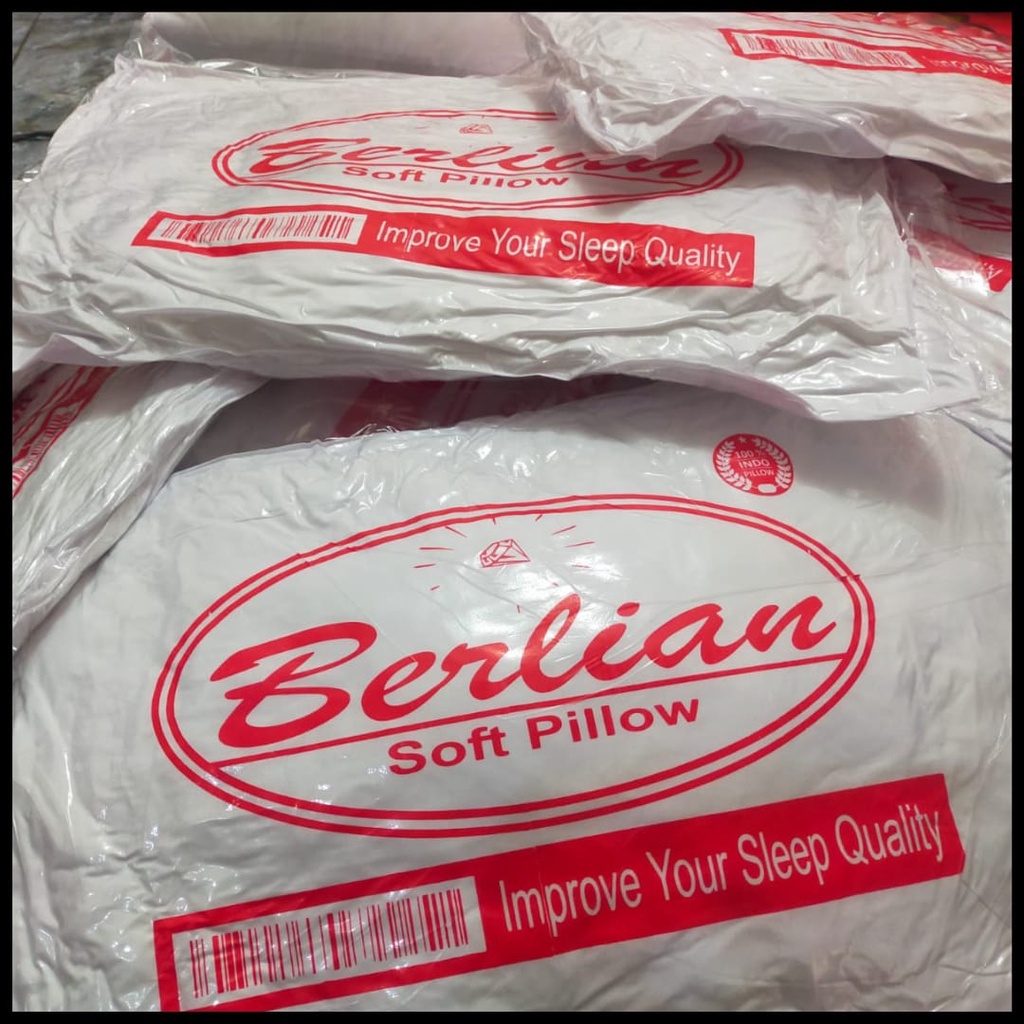 Berlian
Soft Pillow
Improve Your Sleep Quality
100 %
INDO
PILLOW
Berlian
Soft Pillow
Improve Your Sleep Quality